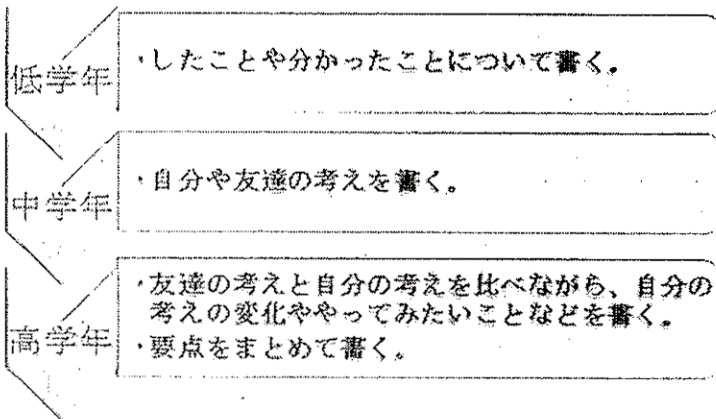 低学年
・したことや分かったことについて書く。
中学年
・自分や友達の考えを書く。
高学年
・友達の考えと自分の考えを比べながら、自分の
考えの変化ややってみたいことなどを書く。
・要点をまとめて書く。